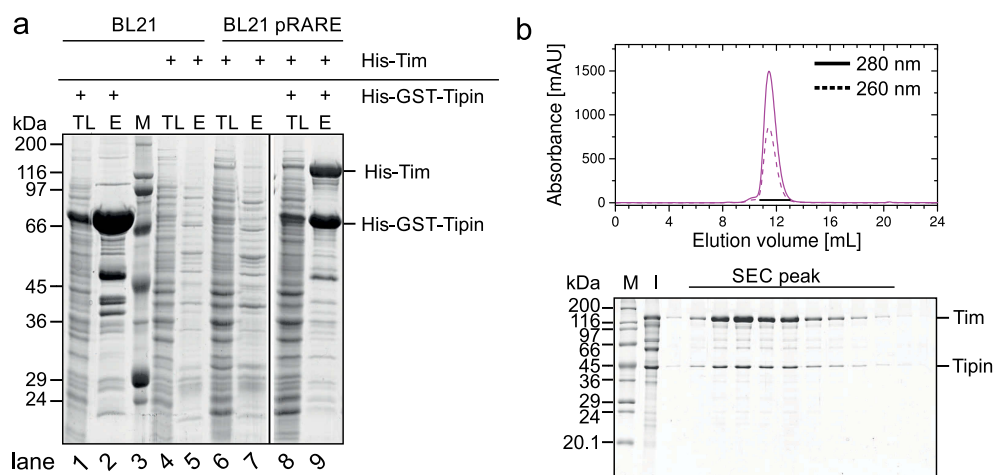 a
BL21 BL21 pRARE
+ + + + + + His-Tim
+ + + + His-GST-Tipin
kDa TL E M TL E TL E TL E
200
116
97
66
45
36
29
24
His-Tim
His-GST-Tipin
lane 1 2 3 4 5 6 7 8 9
b
Absorbance [mAU]
1500
1000
500
0
280 nm
260 nm
0 4 8 12 16 20 24
Elution volume [mL]
kDa M I SEC peak
200
116
97
66
45
36
29
24
20.1
Tim
Tipin